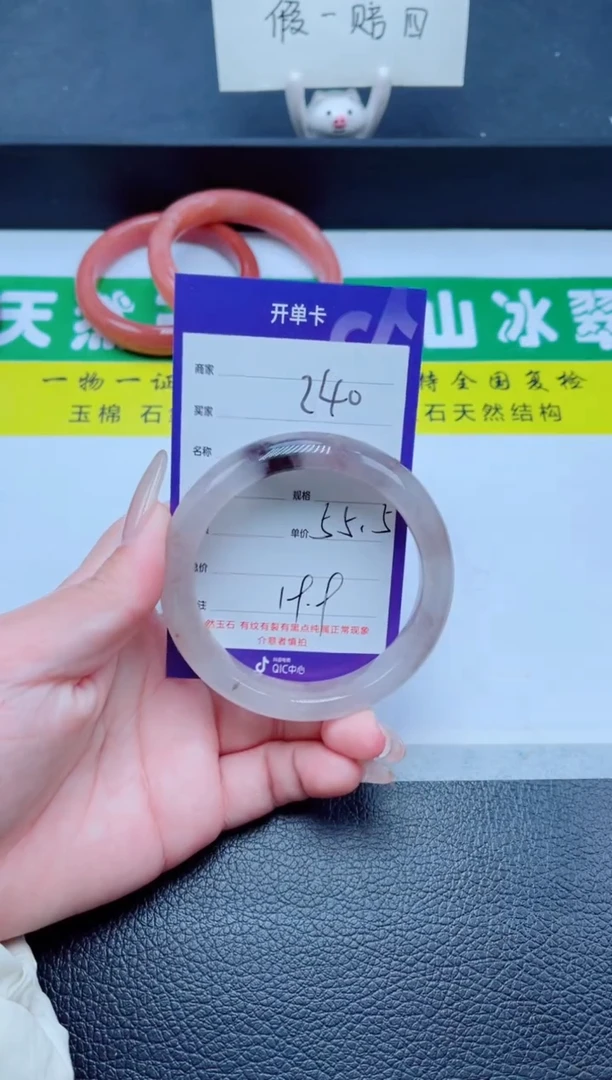 假一赔四
开单卡
商家
240
买家
名称
天然
山冰翠
一物一证
特全国复检
玉棉 石
石天然结构
规格
单价 55.5
价
19.9
注
然玉石 有纹有裂有黑点纯属正常现象
介意者慎拍
QIC中心